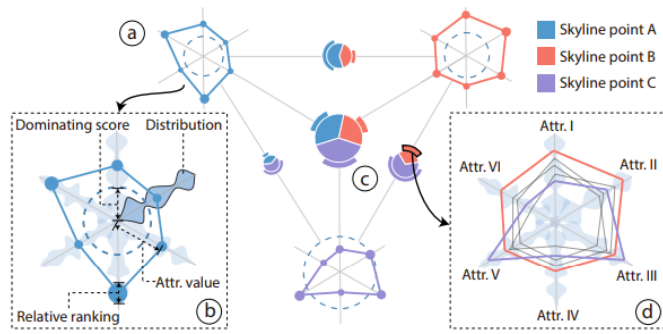 a
Skyline point A
Skyline point B
Skyline point C
Dominating score
Distribution
Attr. value
Relative ranking
b
c
Attr. I
Attr. II
Attr. III
Attr. IV
Attr. V
Attr. VI
d